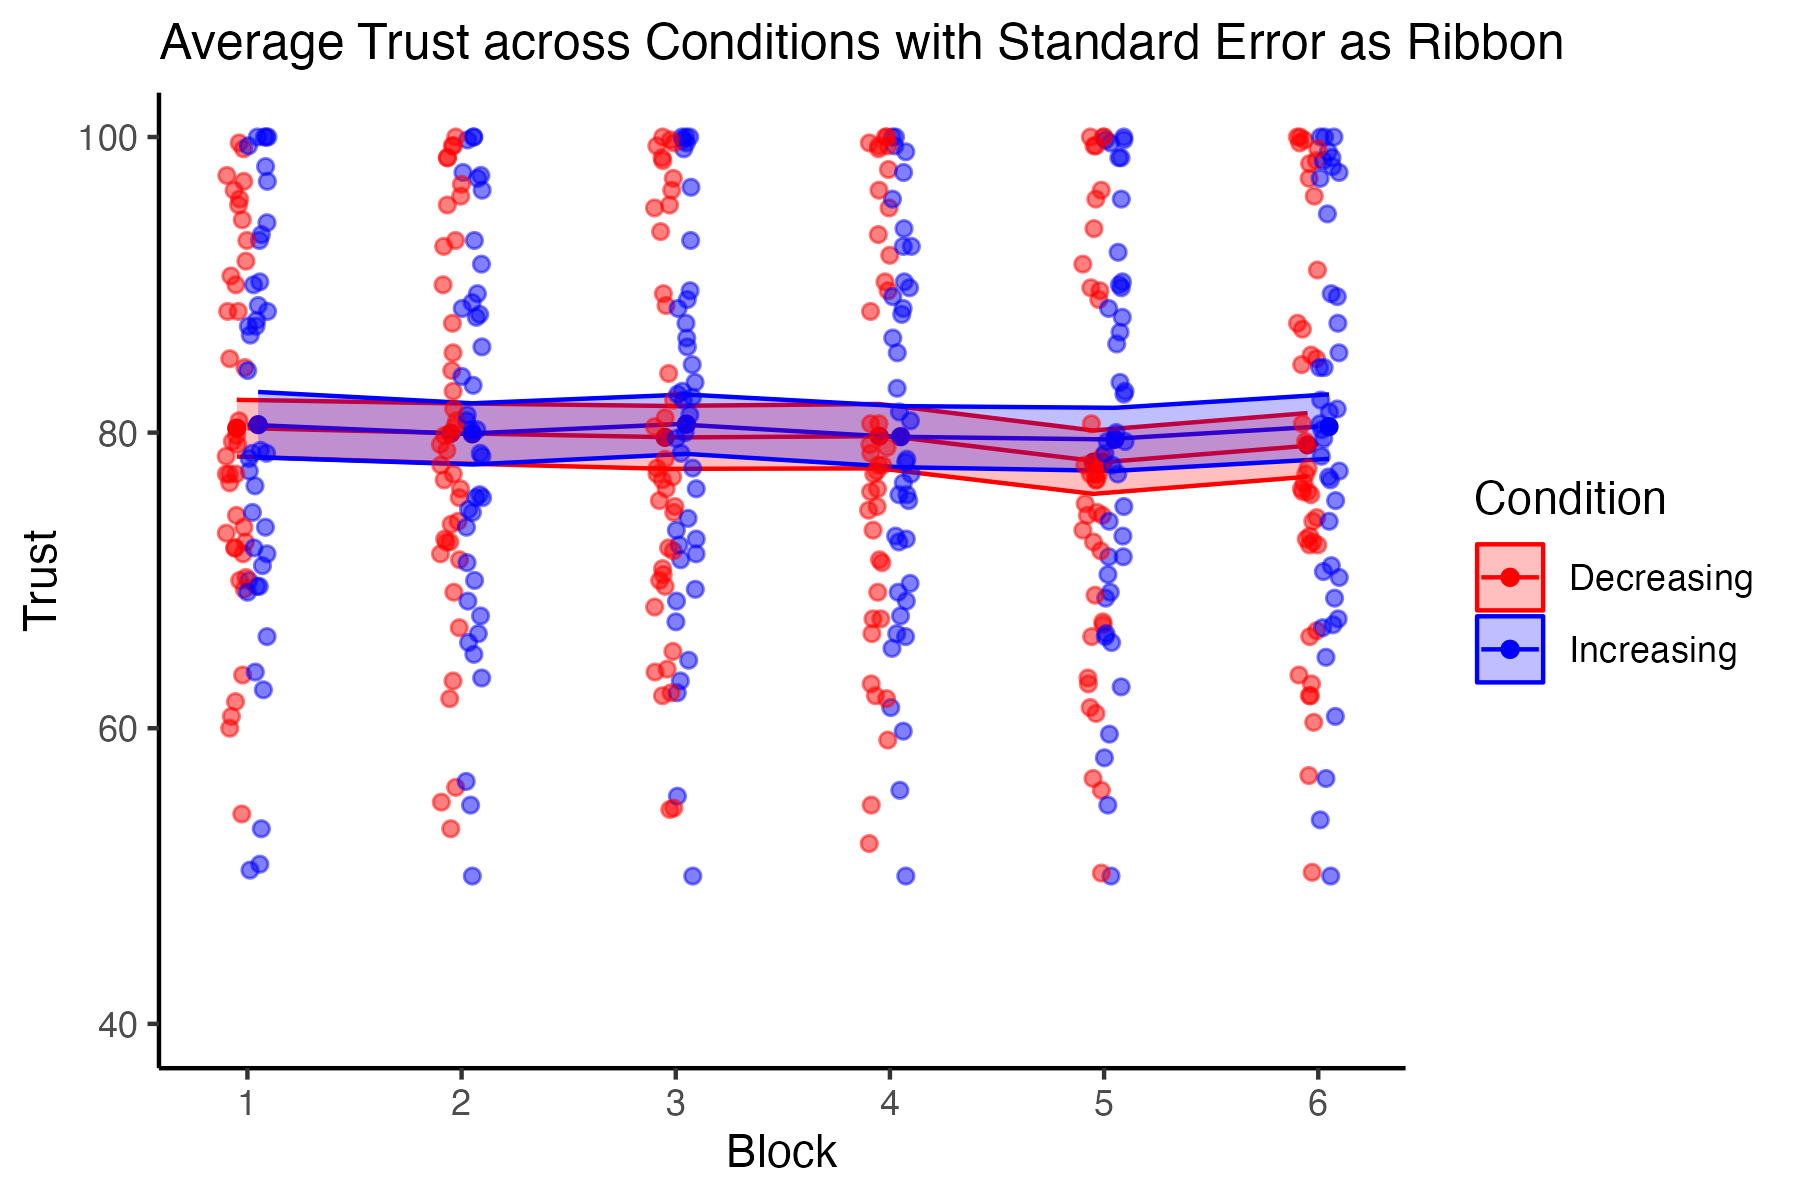 Average Trust across Conditions with Standard Error as Ribbon
100
80
60
40
Trust
1 2 3 4 5 6
Block
Condition
Decreasing
Increasing